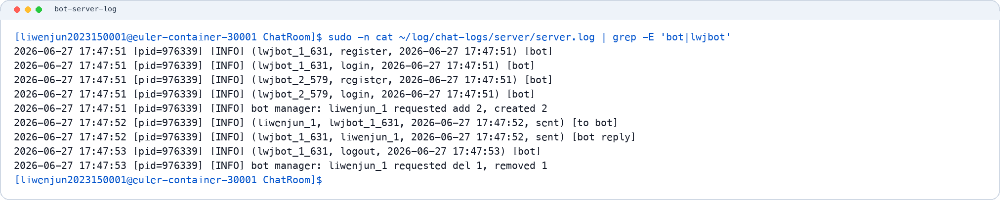 bot-server-log
[liwenjun2023150001@euler-container-30001 ChatRoom]$ sudo -n cat ~/log/chat-logs/server/server.log | grep -E 'bot|lwjbot'
2026-06-27 17:47:51 [pid=976339] [INFO] (lwjbot_1_631, register, 2026-06-27 17:47:51) [bot]
2026-06-27 17:47:51 [pid=976339] [INFO] (lwjbot_1_631, login, 2026-06-27 17:47:51) [bot]
2026-06-27 17:47:51 [pid=976339] [INFO] (lwjbot_2_579, register, 2026-06-27 17:47:51) [bot]
2026-06-27 17:47:51 [pid=976339] [INFO] (lwjbot_2_579, login, 2026-06-27 17:47:51) [bot]
2026-06-27 17:47:51 [pid=976339] [INFO] bot manager: liwenjun_1 requested add 2, created 2
2026-06-27 17:47:52 [pid=976339] [INFO] (liwenjun_1, lwjbot_1_631, 2026-06-27 17:47:52, sent) [to bot]
2026-06-27 17:47:52 [pid=976339] [INFO] (lwjbot_1_631, liwenjun_1, 2026-06-27 17:47:52, sent) [bot reply]
2026-06-27 17:47:53 [pid=976339] [INFO] (lwjbot_1_631, logout, 2026-06-27 17:47:53) [bot]
2026-06-27 17:47:53 [pid=976339] [INFO] bot manager: liwenjun_1 requested del 1, removed 1
[liwenjun2023150001@euler-container-30001 ChatRoom]$